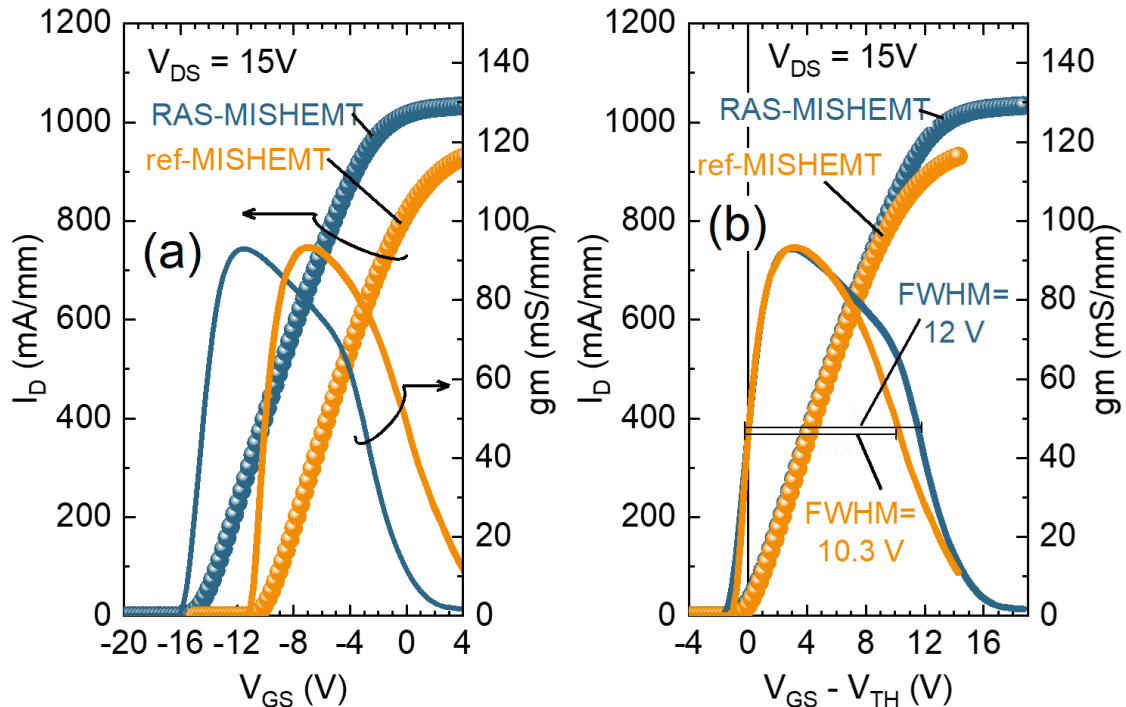 1200
1000
800
600
400
200
0
I_D (mA/mm)
V_DS = 15V
RAS-MISHEMT
ref-MISHEMT
(a)
140
120
100
80
60
40
20
0
gm (mS/mm)
-20 -16 -12 -8 -4 0 4
V_GS (V)
1200
1000
800
600
400
200
0
I_D (mA/mm)
V_DS = 15V
RAS-MISHEMT
ref-MISHEMT
(b)
FWHM=
12 V
FWHM=
10.3 V
140
120
100
80
60
40
20
0
gm (mS/mm)
-4 0 4 8 12 16
V_GS - V_TH (V)